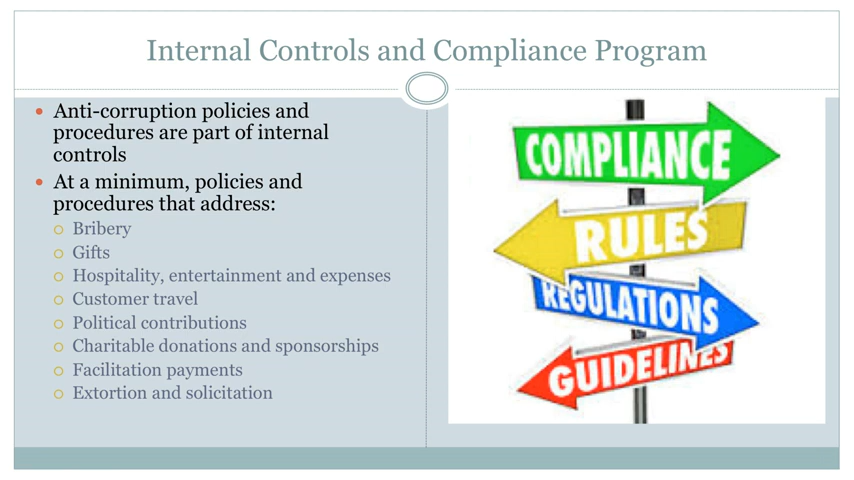 Internal Controls and Compliance Program
Anti-corruption policies and
procedures are part of internal
controls
At a minimum, policies and
procedures that address:
Bribery
Gifts
Hospitality, entertainment and expenses
Customer travel
Political contributions
Charitable donations and sponsorships
Facilitation payments
Extortion and solicitation
COMPLIANCE
RULES
REGULATIONS
GUIDELINES